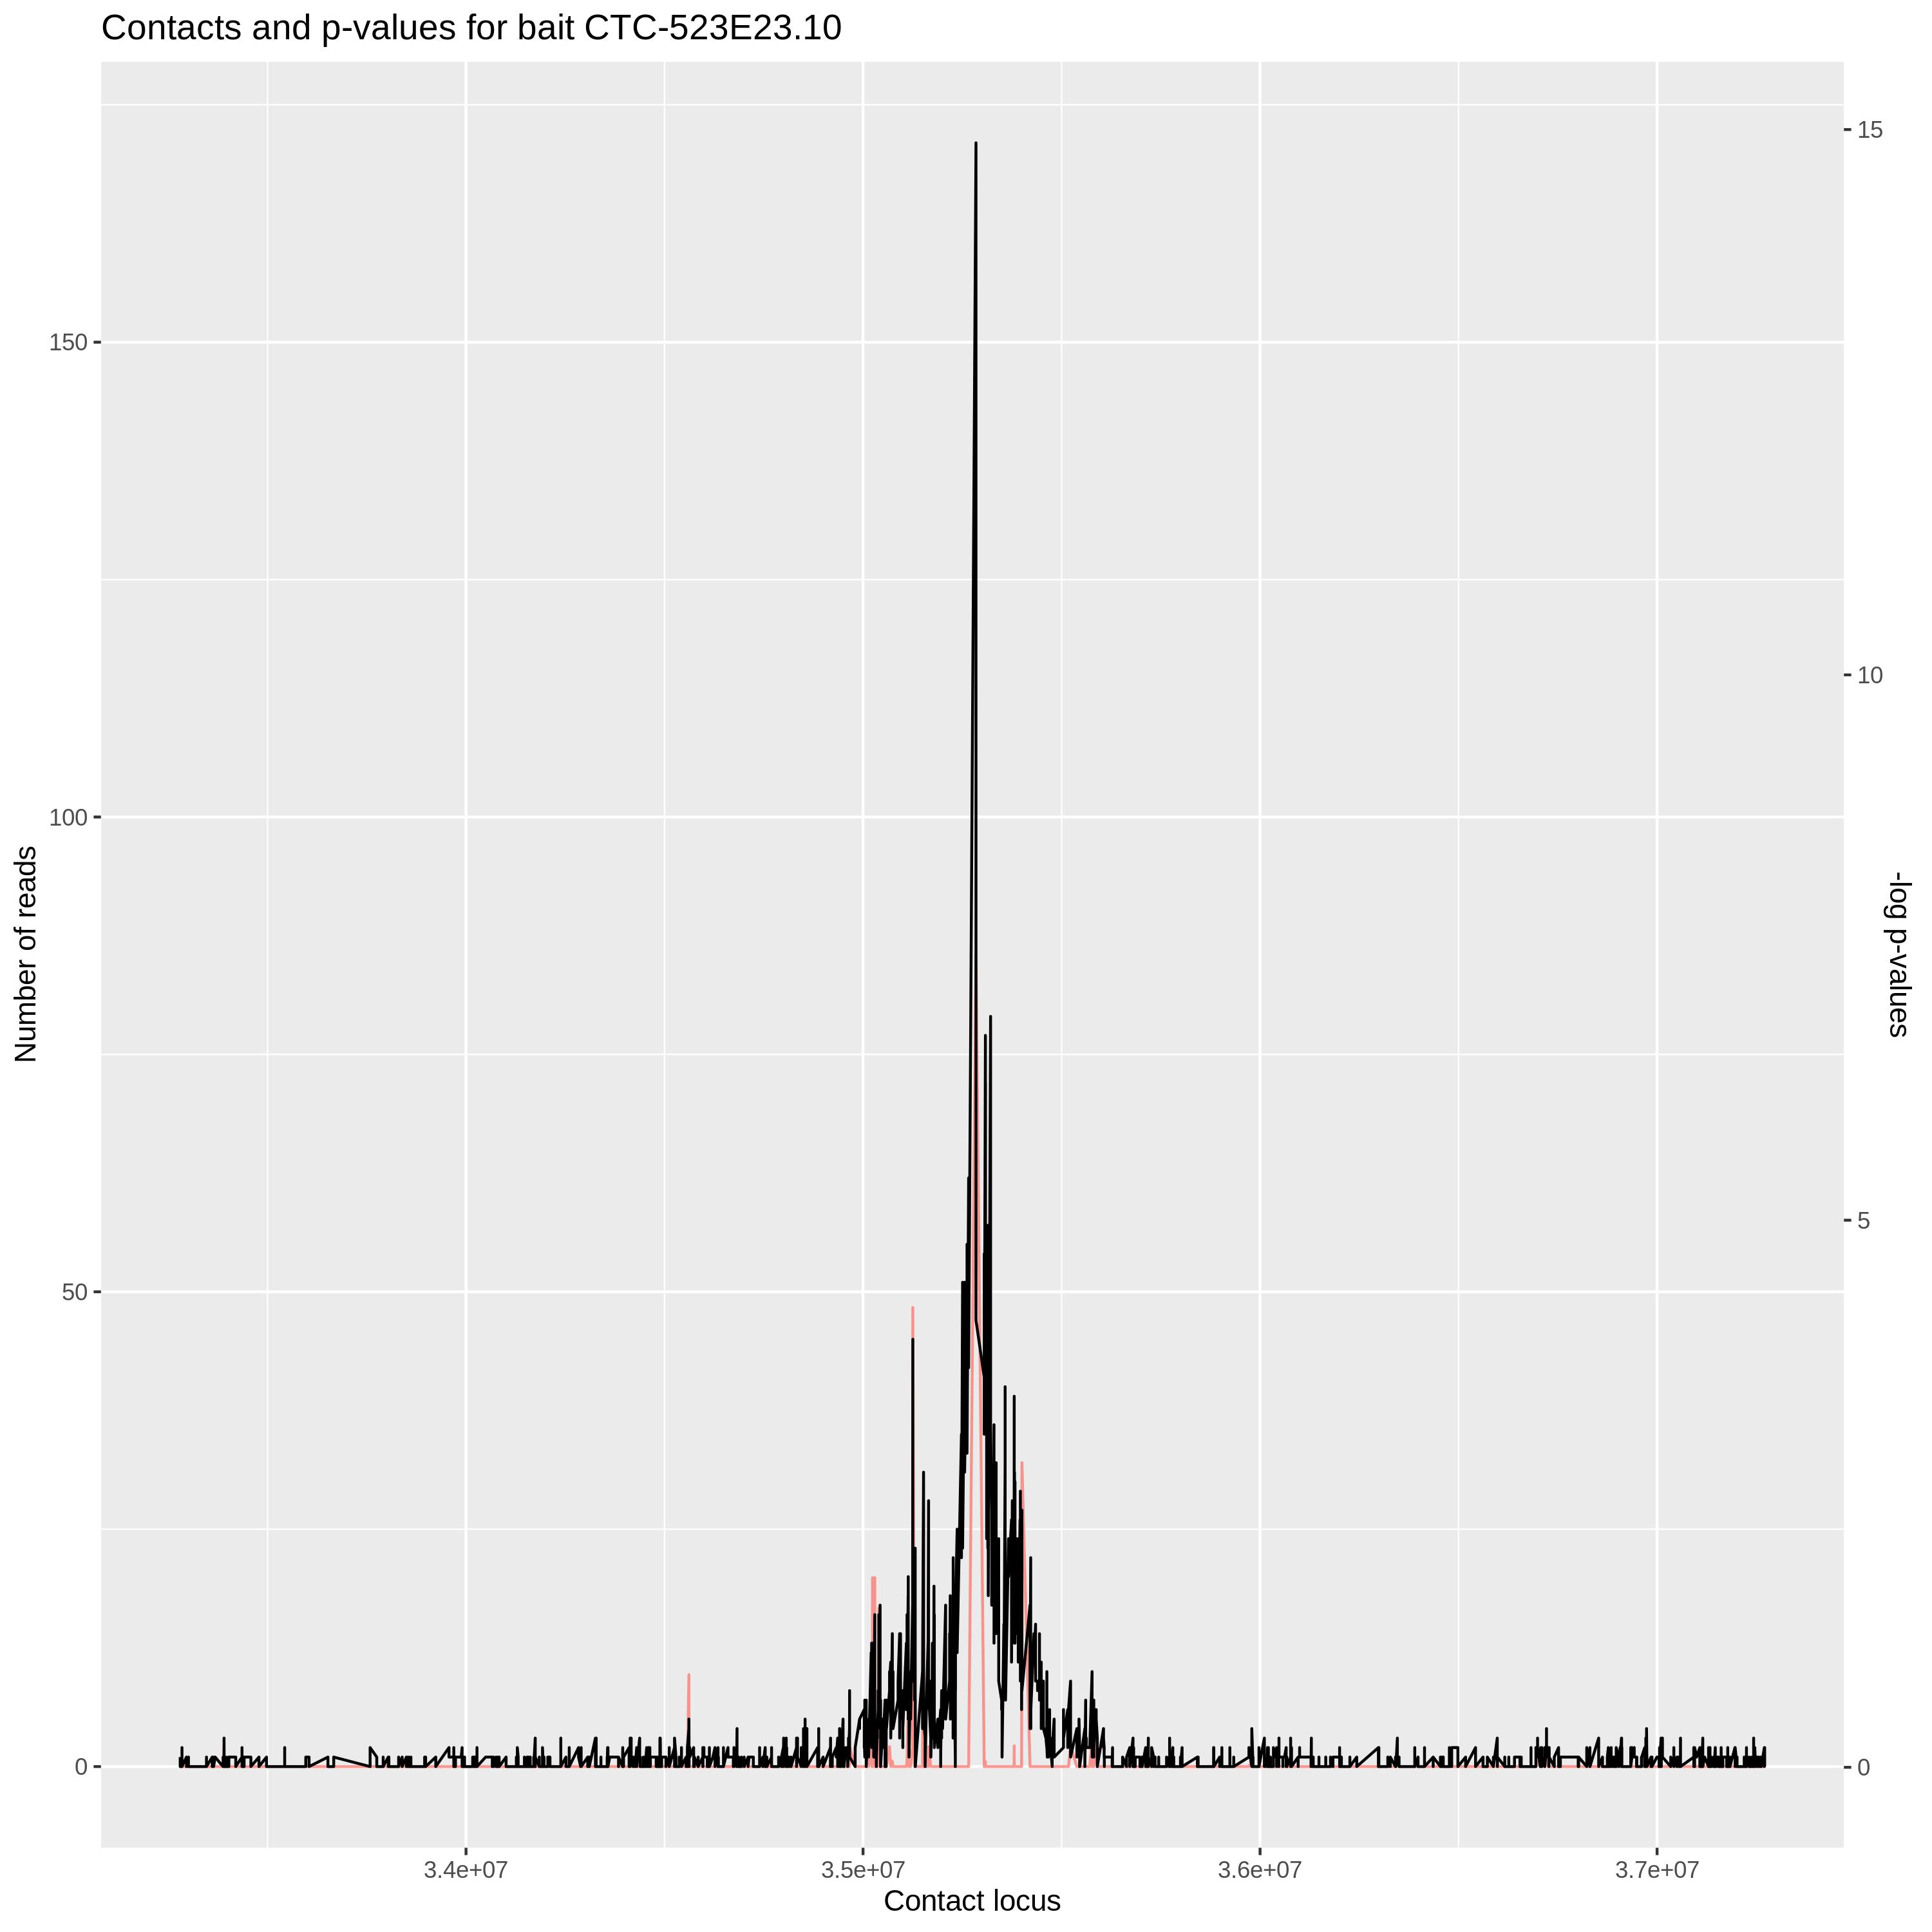 Contacts and p-values for bait CTC-523E23.10
15
150
10
100
Number of reads
-log p-values
5
50
0
0
3.4e+07
3.5e+07
3.6e+07
3.7e+07
Contact locus